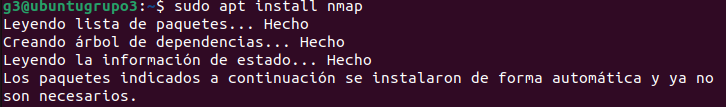 g3@ubuntugrupo3:~$ sudo apt install nmap
Leyendo lista de paquetes... Hecho
Creando árbol de dependencias... Hecho
Leyendo la información de estado... Hecho
Los paquetes indicados a continuación se instalaron de forma automática y ya no
son necesarios.